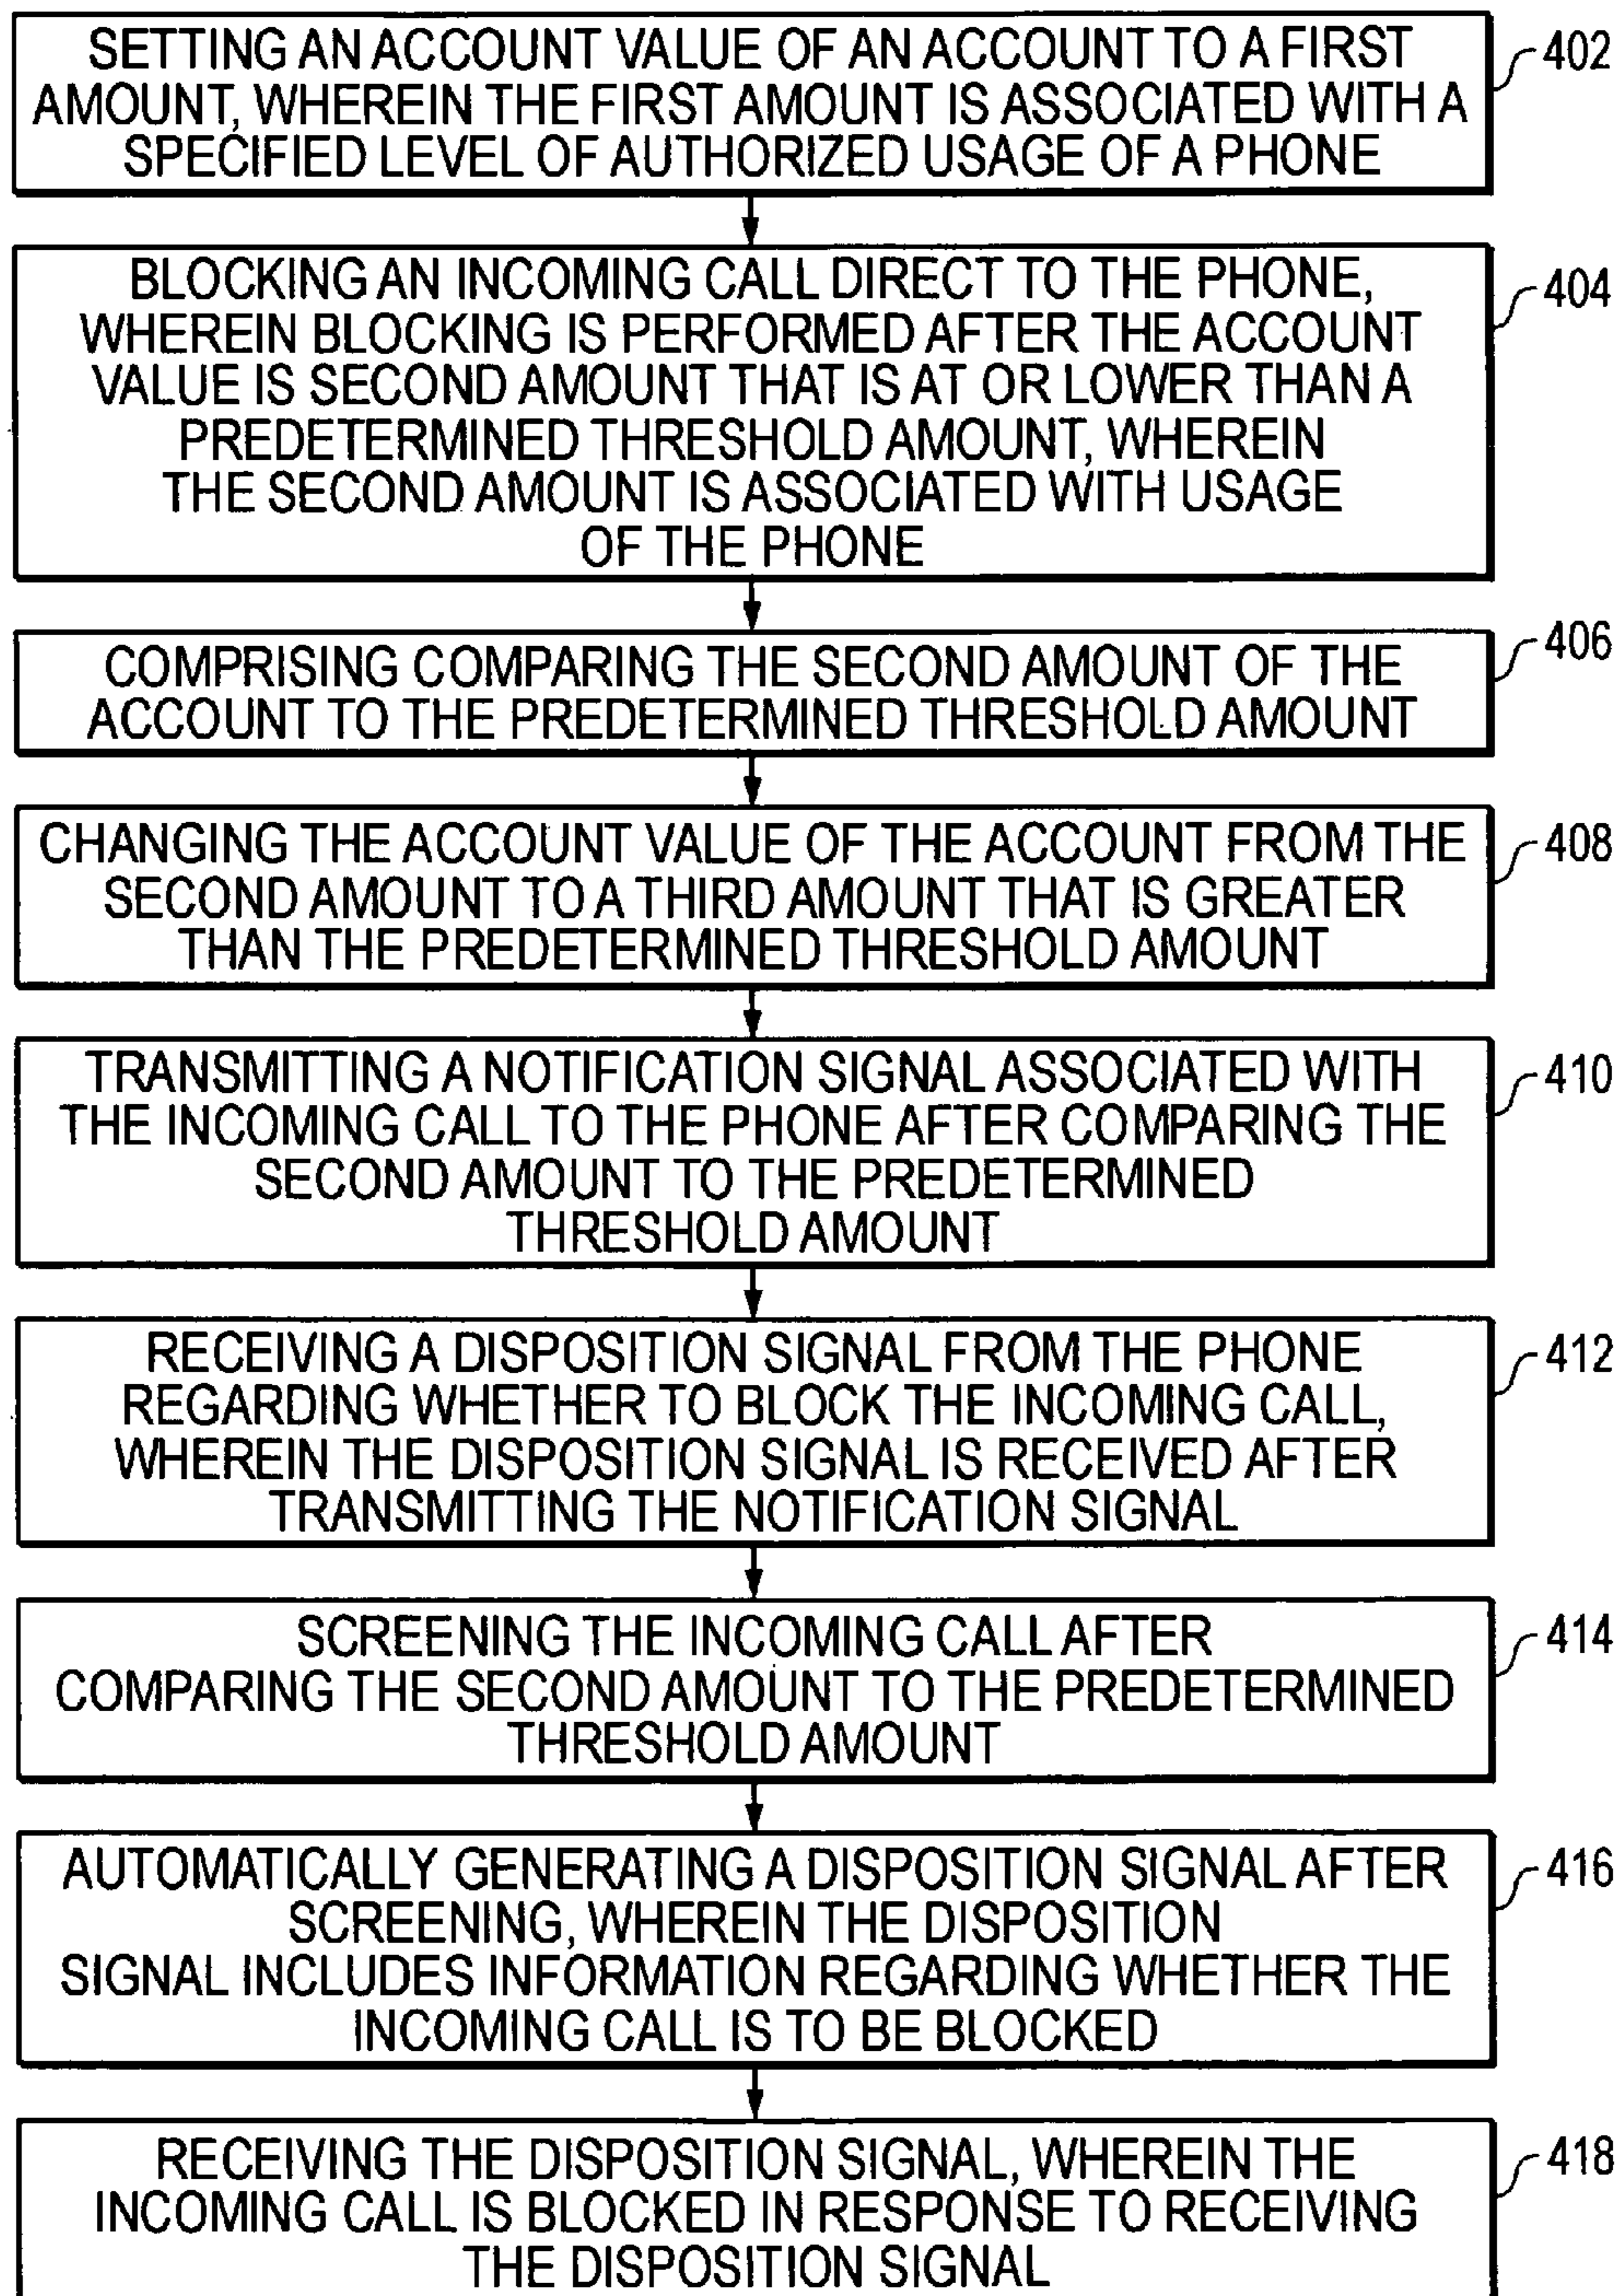 SETTING AN ACCOUNT VALUE OF AN ACCOUNT TO A FIRST
AMOUNT, WHEREIN THE FIRST AMOUNT IS ASSOCIATED WITH A
SPECIFIED LEVEL OF AUTHORIZED USAGE OF A PHONE
402
BLOCKING AN INCOMING CALL DIRECT TO THE PHONE,
WHEREIN BLOCKING IS PERFORMED AFTER THE ACCOUNT
VALUE IS SECOND AMOUNT THAT IS AT OR LOWER THAN A
PREDETERMINED THRESHOLD AMOUNT, WHEREIN
THE SECOND AMOUNT IS ASSOCIATED WITH USAGE
OF THE PHONE
404
COMPRISING COMPARING THE SECOND AMOUNT OF THE
ACCOUNT TO THE PREDETERMINED THRESHOLD AMOUNT
406
CHANGING THE ACCOUNT VALUE OF THE ACCOUNT FROM THE
SECOND AMOUNT TO A THIRD AMOUNT THAT IS GREATER
THAN THE PREDETERMINED THRESHOLD AMOUNT
408
TRANSMITTING A NOTIFICATION SIGNAL ASSOCIATED WITH
THE INCOMING CALL TO THE PHONE AFTER COMPARING THE
SECOND AMOUNT TO THE PREDETERMINED
THRESHOLD AMOUNT
410
RECEIVING A DISPOSITION SIGNAL FROM THE PHONE
REGARDING WHETHER TO BLOCK THE INCOMING CALL,
WHEREIN THE DISPOSITION SIGNAL IS RECEIVED AFTER
TRANSMITTING THE NOTIFICATION SIGNAL
412
SCREENING THE INCOMING CALL AFTER
COMPARING THE SECOND AMOUNT TO THE PREDETERMINED
THRESHOLD AMOUNT
414
AUTOMATICALLY GENERATING A DISPOSITION SIGNAL AFTER
SCREENING, WHEREIN THE DISPOSITION
SIGNAL INCLUDES INFORMATION REGARDING WHETHER THE
INCOMING CALL IS TO BE BLOCKED
416
RECEIVING THE DISPOSITION SIGNAL, WHEREIN THE
INCOMING CALL IS BLOCKED IN RESPONSE TO RECEIVING
THE DISPOSITION SIGNAL
418